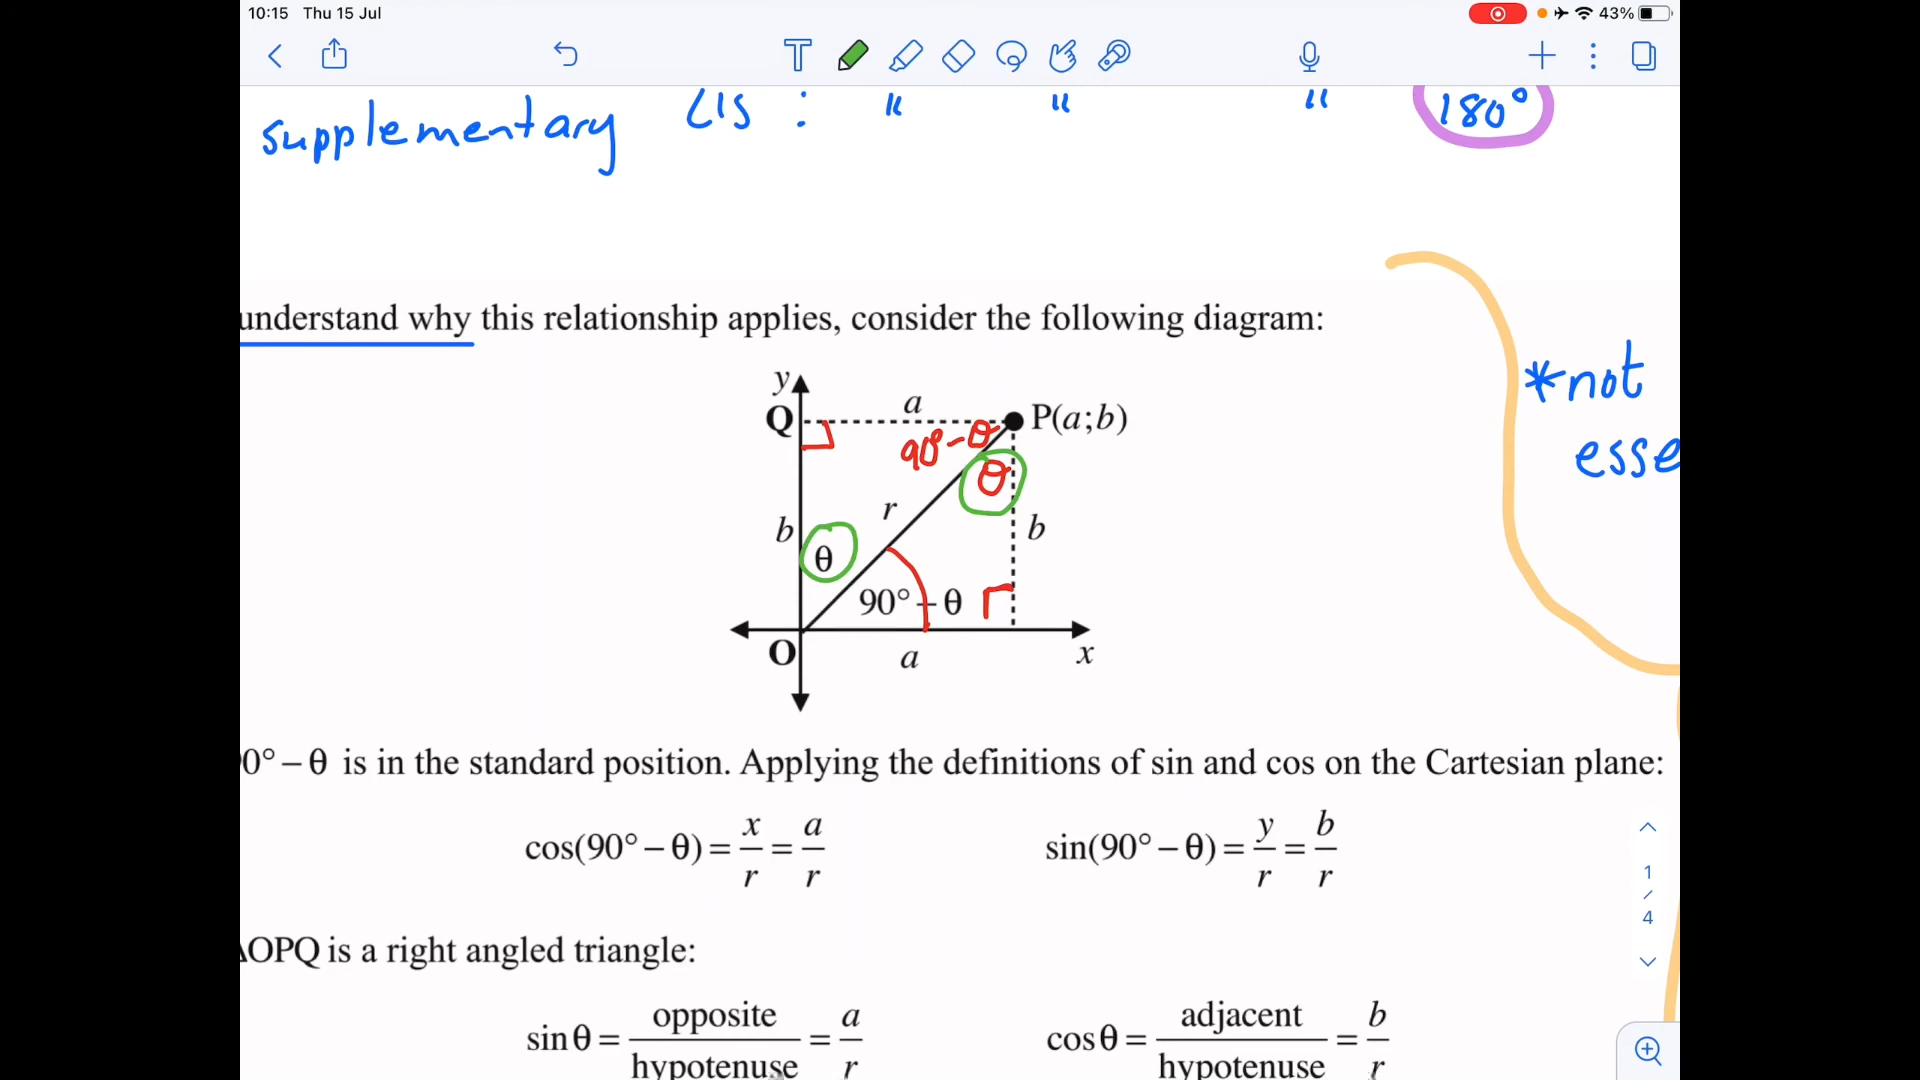 10:15 Thu 15 Jul 43%
supplementary ∠'s : " " " 180°
understand why this relationship applies, consider the following diagram:
*not
esse
y
Q a P(a;b)
90°-θ
θ
r
b θ b
90° – θ
O a x
0° – θ is in the standard position. Applying the definitions of sin and cos on the Cartesian plane:
cos(90° – θ) = x/r = a/r sin(90° – θ) = y/r = b/r
OPQ is a right angled triangle:
sin θ = opposite/hypotenuse = a/r cos θ = adjacent/hypotenuse = b/r
1
/
4